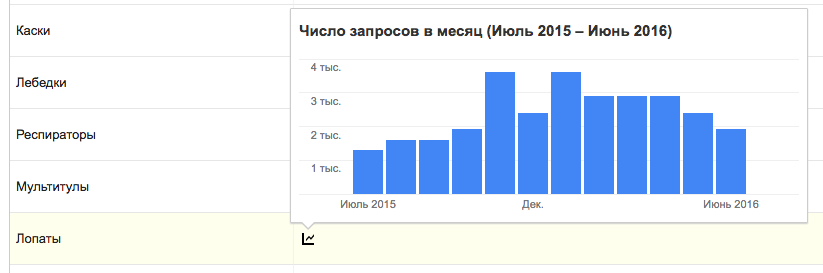 Каски
Лебедки
Респираторы
Мультитулы
Лопаты
Число запросов в месяц (Июль 2015 – Июнь 2016)
4 тыс.
3 тыс.
2 тыс.
1 тыс.
Июль 2015 Дек. Июнь 2016